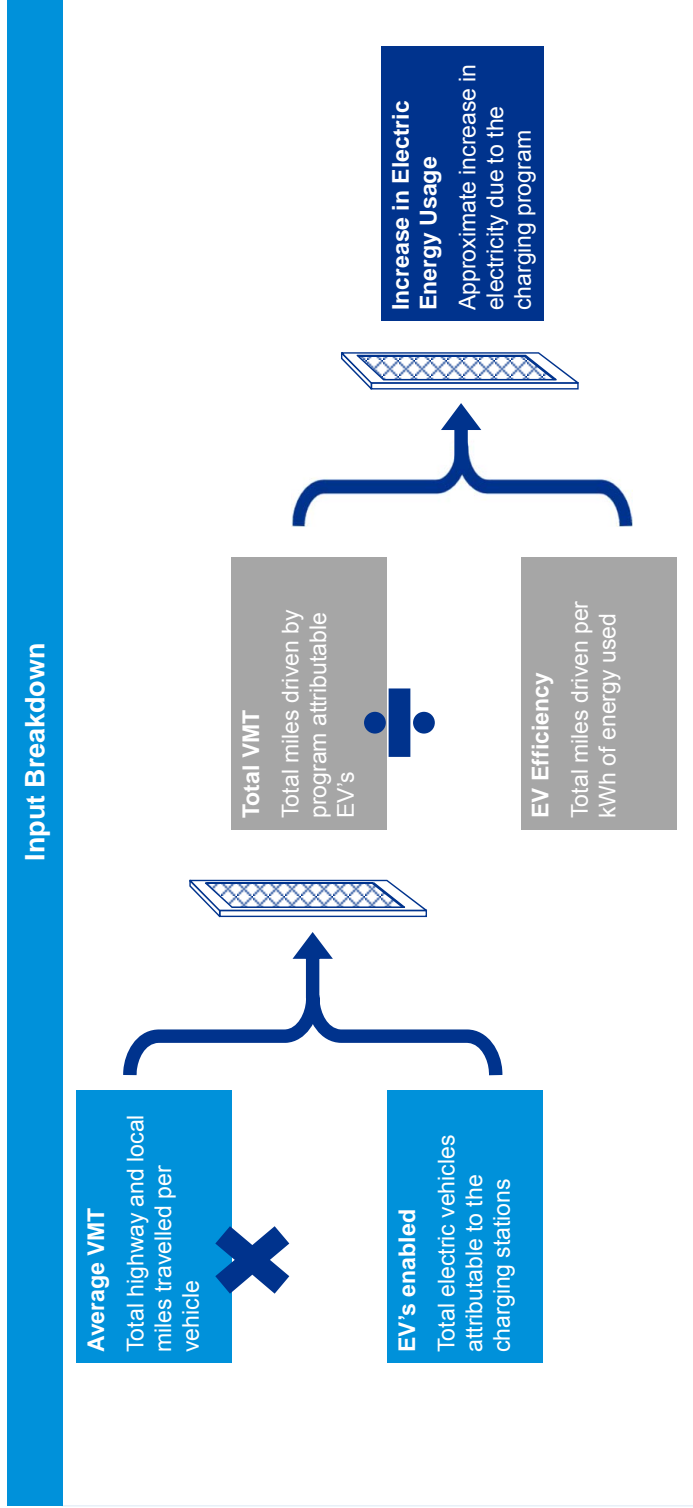 Input Breakdown
Average VMT
Total highway and local
miles travelled per
vehicle
EV's enabled
Total electric vehicles
attributable to the
charging stations
Total VMT
Total miles driven by
program attributable
EV's
EV Efficiency
Total miles driven per
kWh of energy used
Increase in Electric
Energy Usage
Approximate increase in
electricity due to the
charging program